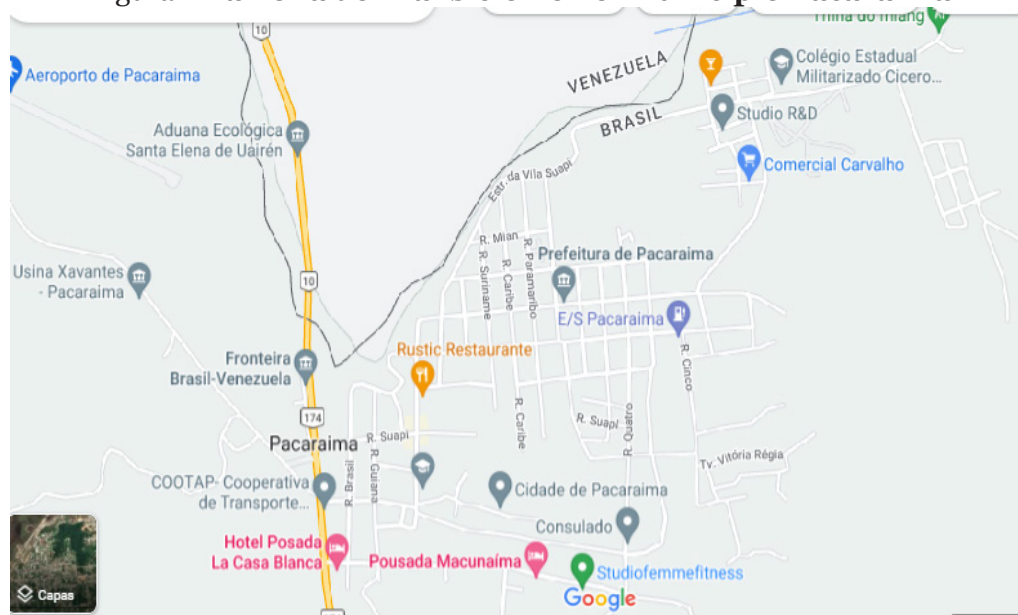 10
Trilha do Miang
Aeroporto de Pacaraima
VENEZUELA
BRASIL
Colégio Estadual
Militarizado Cicero...
Studio R&D
Aduana Ecológica
Santa Elena de Uairén
Comercial Carvalho
Estr. da Vila Suapi
R. Mian
R. Suriname
R.
R. Caribe
R. Paramaribo
Prefeitura de Pacaraima
Usina Xavantes
- Pacaraima
10
E/S Pacaraima
Rustic Restaurante
Fronteira
Brasil-Venezuela
R. Cinco
174
R. Caribe
R. Suapi
R. Quatro
Pacaraima
R. Suapi
R. Brasil
R. Guiana
R.
Tv. Vitória Régia
COOTAP- Cooperativa
de Transporte...
Cidade de Pacaraima
Consulado
Hotel Posada
La Casa Blanca
Pousada Macunaíma
Studiofemmefitness
Capas
Google